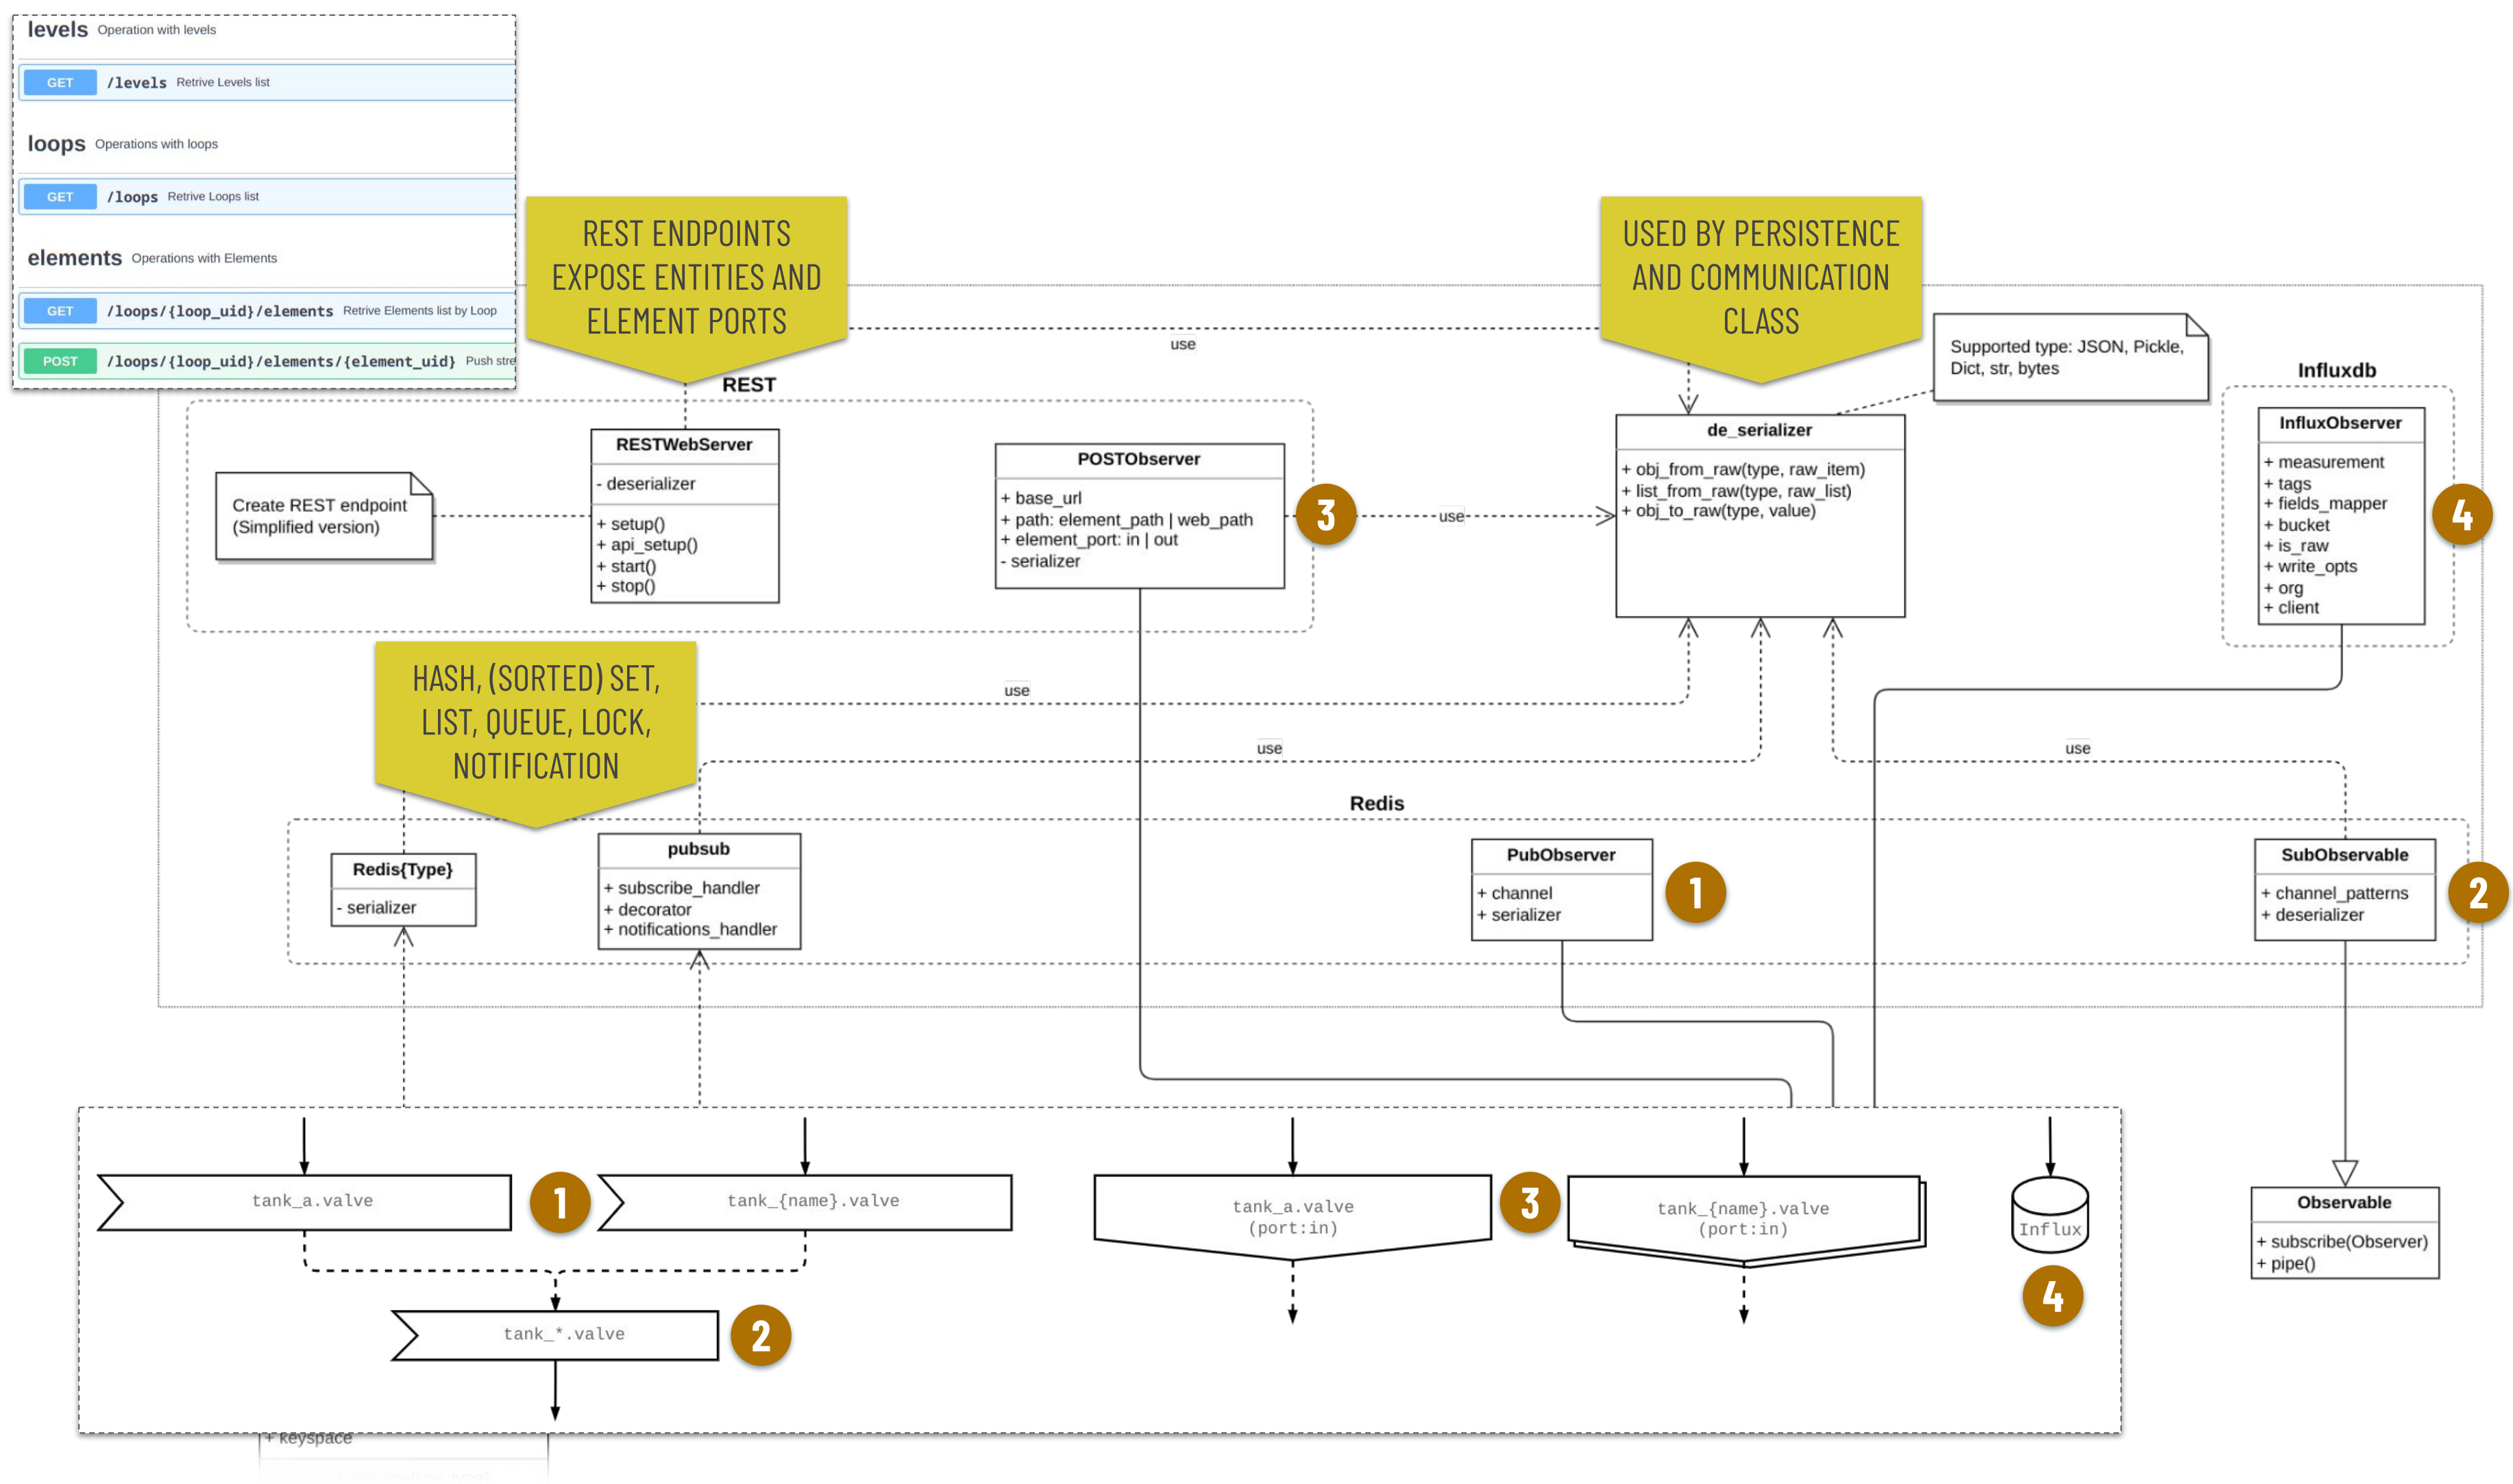 levels Operation with levels
GET /levels Retrive Levels list
loops Operations with loops
GET /loops Retrive Loops list
elements Operations with Elements
GET /loops/{loop_uid}/elements Retrive Elements list by Loop
POST /loops/{loop_uid}/elements/{element_uid} Push stre
REST ENDPOINTS
EXPOSE ENTITIES AND
ELEMENT PORTS
USED BY PERSISTENCE
AND COMMUNICATION
CLASS
use
Supported type: JSON, Pickle,
Dict, str, bytes
REST
Influxdb
Create REST endpoint
(Simplified version)
RESTWebServer
- deserializer
+ setup()
+ api_setup()
+ start()
+ stop()
POSTObserver
+ base_url
+ path: element_path | web_path
+ element_port: in | out
- serializer
3
use
de_serializer
+ obj_from_raw(type, raw_item)
+ list_from_raw(type, raw_list)
+ obj_to_raw(type, value)
InfluxObserver
+ measurement
+ tags
+ fields_mapper
+ bucket
+ is_raw
+ write_opts
+ org
+ client
4
HASH, (SORTED) SET,
LIST, QUEUE, LOCK,
NOTIFICATION
use
use
use
Redis
Redis{Type}
- serializer
pubsub
+ subscribe_handler
+ decorator
+ notifications_handler
PubObserver
+ channel
+ serializer
1
SubObservable
+ channel_patterns
+ deserializer
2
tank_a.valve
1
tank_{name}.valve
tank_a.valve
(port:in)
3
tank_{name}.valve
(port:in)
Influx
4
tank_*.valve
2
Observable
+ subscribe(Observer)
+ pipe()
+ keyspace